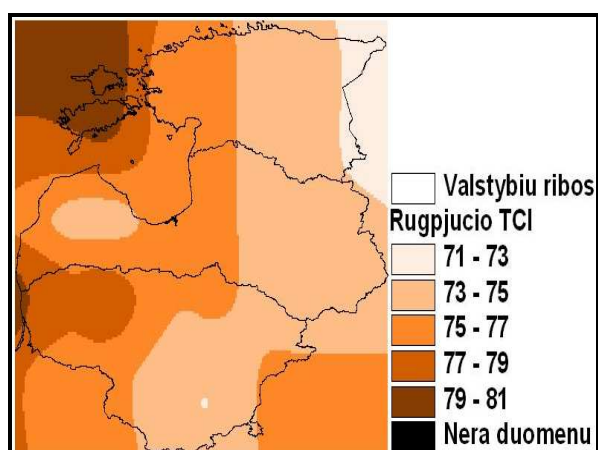 Valstybiu ribos
Rugpjucio TCI
71 - 73
73 - 75
75 - 77
77 - 79
79 - 81
Nera duomenu